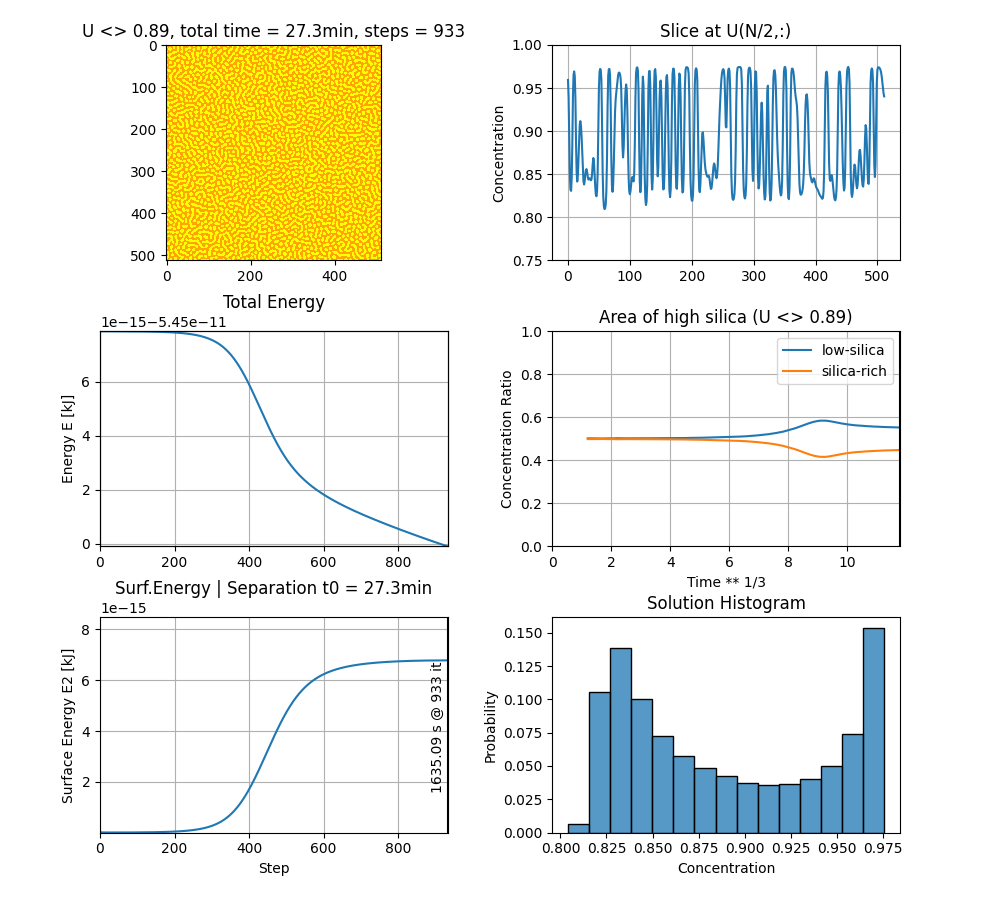 U <> 0.89, total time = 27.3min, steps = 933
0
100
200
300
400
500
0 200 400
Slice at U(N/2,:)
Concentration
1.00
0.95
0.90
0.85
0.80
0.75
0 100 200 300 400 500
Total Energy
1e−15−5.45e−11
Energy E [kJ]
6
4
2
0
0 200 400 600 800
Area of high silica (U <> 0.89)
Concentration Ratio
1.0
0.8
0.6
0.4
0.2
0.0
low-silica
silica-rich
0 2 4 6 8 10
Time ** 1/3
Surf.Energy | Separation t0 = 27.3min
1e−15
Surface Energy E2 [kJ]
8
6
4
2
1635.09 s @ 933 it
0 200 400 600 800
Step
Solution Histogram
Probability
0.150
0.125
0.100
0.075
0.050
0.025
0.000
0.800 0.825 0.850 0.875 0.900 0.925 0.950 0.975
Concentration